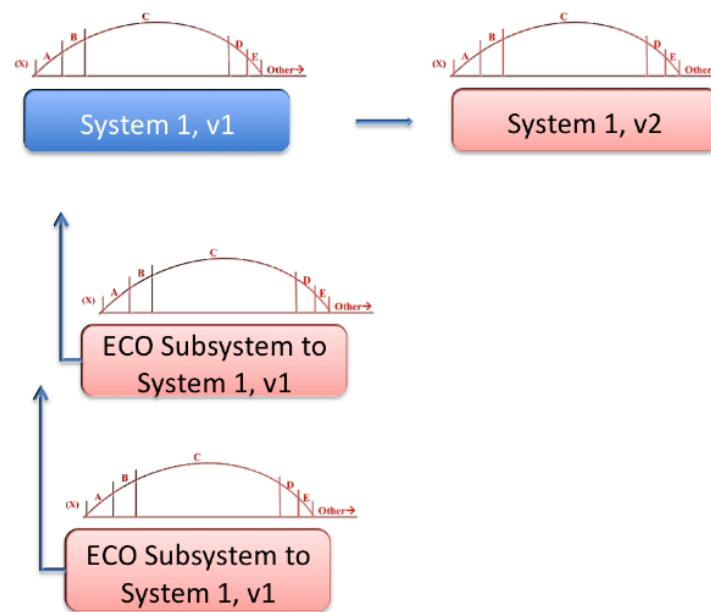 C
C
B
D
B
D
A
E
A
E
(X)
Other→
(X)
Other→
System 1, v1
System 1, v2
C
B
D
A
E
(X)
Other→
ECO Subsystem to
System 1, v1
C
B
D
A
E
(X)
Other→
ECO Subsystem to
System 1, v1